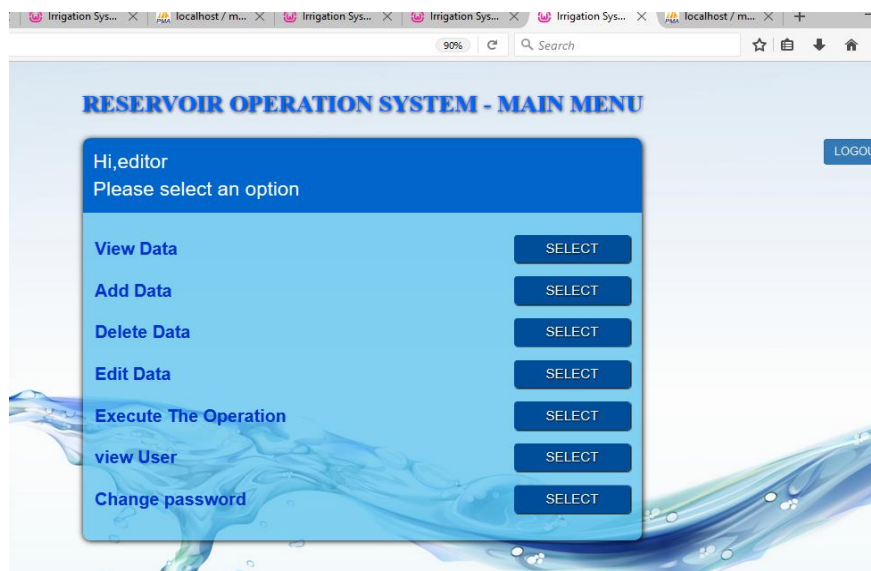 Irrigation Sys... localhost / m... Irrigation Sys... Irrigation Sys... Irrigation Sys... localhost / m...
90% Search
RESERVOIR OPERATION SYSTEM - MAIN MENU
LOGOU
Hi,editor
Please select an option
View Data SELECT
Add Data SELECT
Delete Data SELECT
Edit Data SELECT
Execute The Operation SELECT
view User SELECT
Change password SELECT